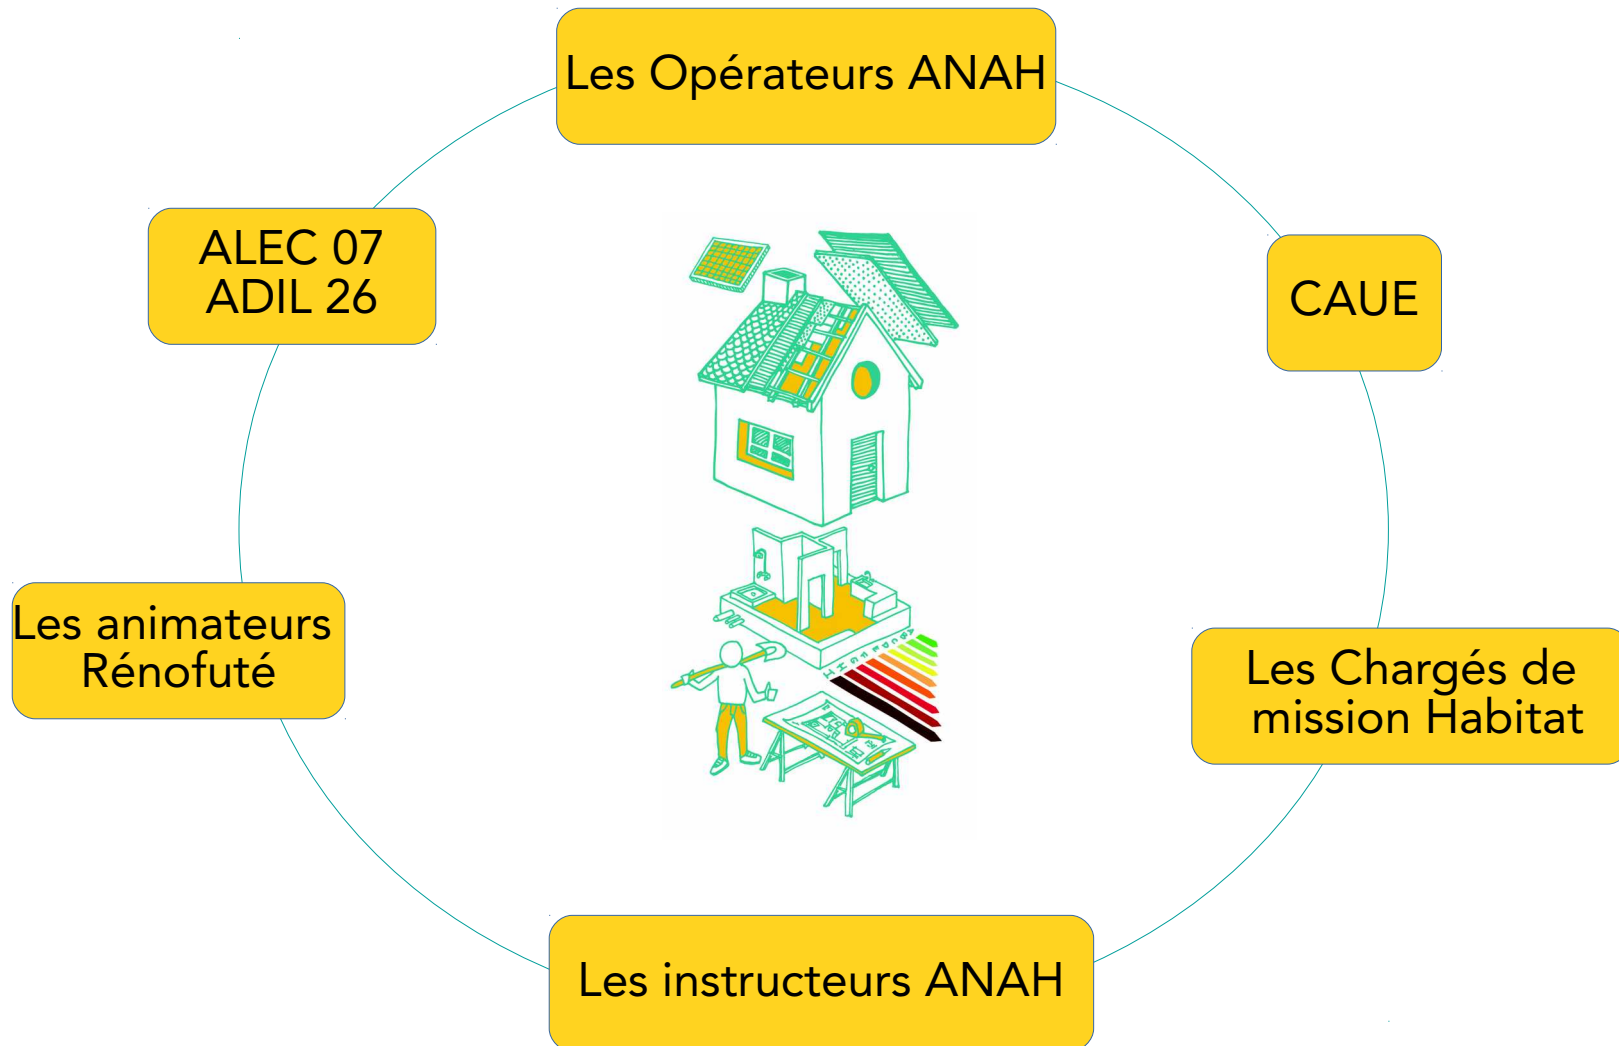 Les Opérateurs ANAH
ALEC 07
ADIL 26
CAUE
Les animateurs
Rénofuté
Les Chargés de
mission Habitat
Les instructeurs ANAH